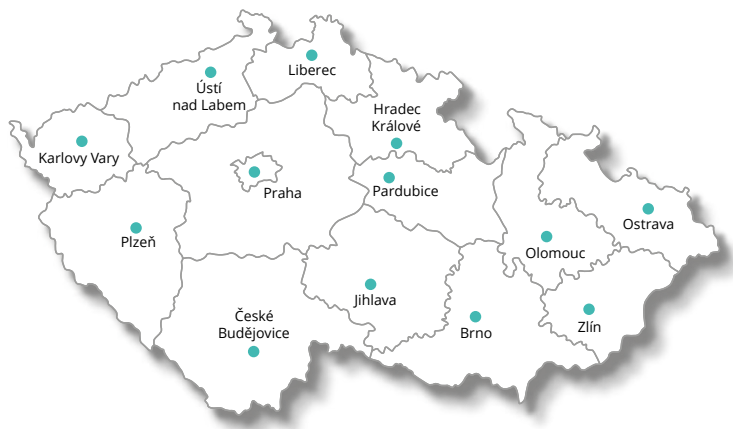 Liberec
Ústí
nad Labem
Hradec
Králové
Karlovy Vary
Praha
Pardubice
Plzeň
Ostrava
Olomouc
Jihlava
České
Budějovice
Brno
Zlín